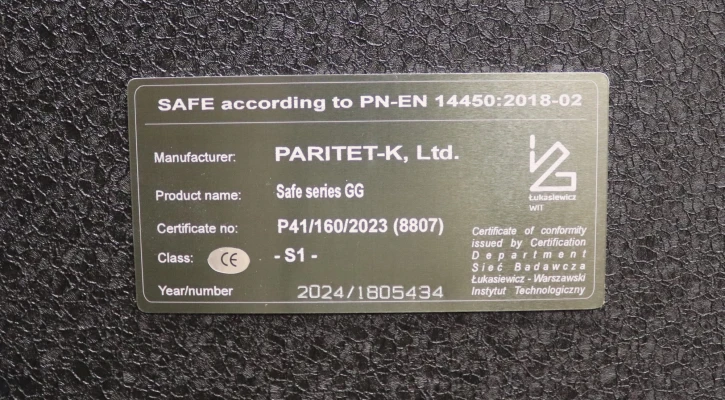 SAFE according to PN-EN 14450:2018-02
Manufacturer: PARITET-K, Ltd.
Product name: Safe series GG
Certificate no: P41/160/2023 (8807)
Class: CE - S1 -
Year/number 2024/1805434
Łukasiewicz
WIT
Certificate of conformity
issued by Certification
Department
Sieć Badawcza
Łukasiewicz - Warszawski
Instytut Technologiczny